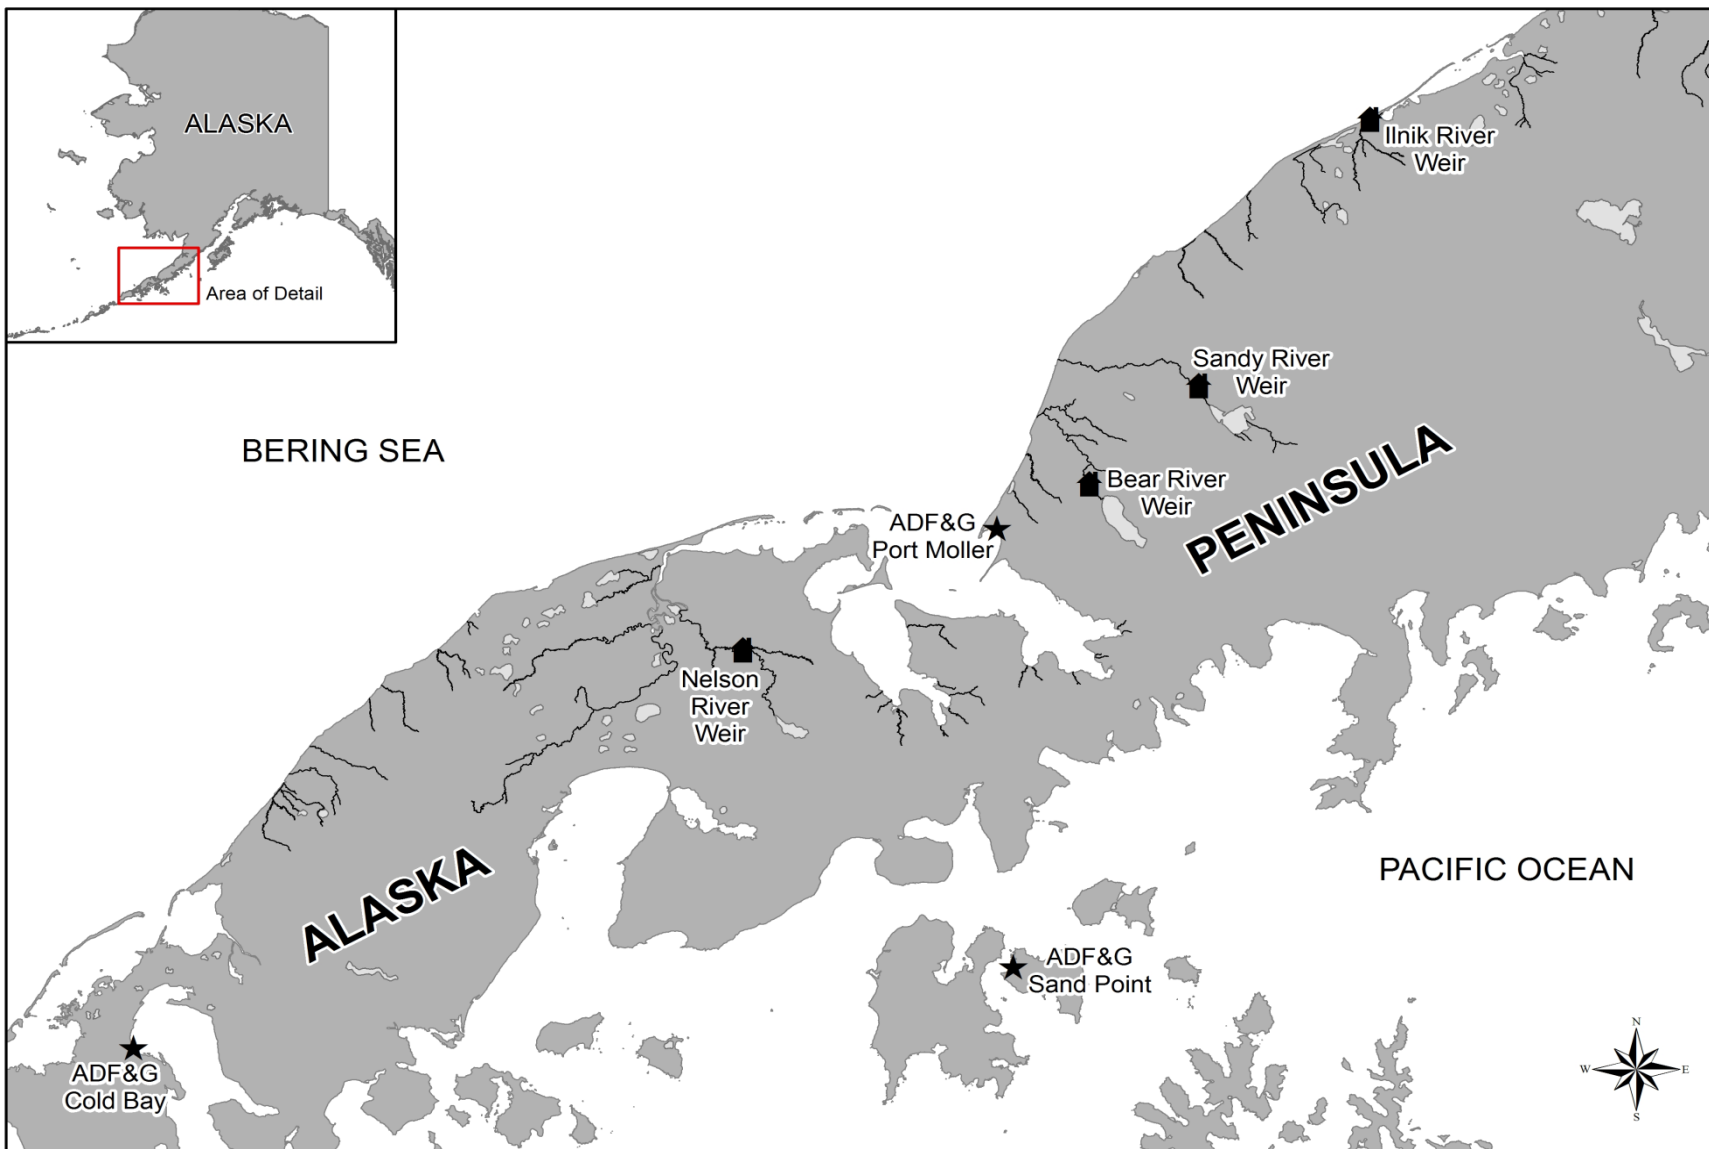 ALASKA
Area of Detail
Ilnik River
Weir
Sandy River
Weir
BERING SEA
PENINSULA
Bear River
Weir
ADF&G
Port Moller
Nelson
River
Weir
ALASKA
PACIFIC OCEAN
ADF&G
Sand Point
ADF&G
Cold Bay
N
W
E
S